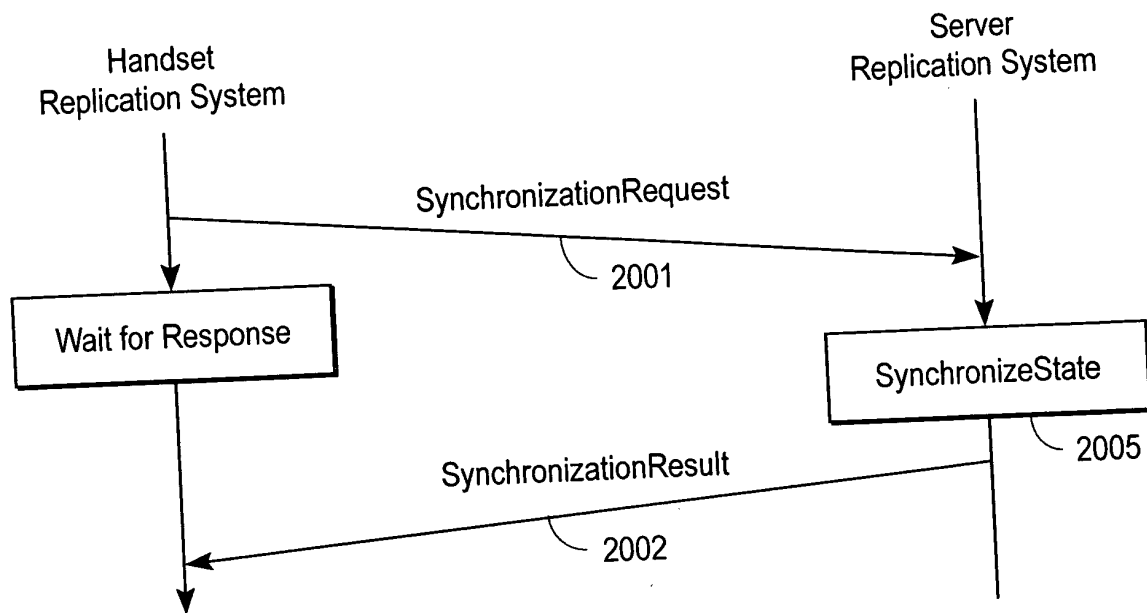 Handset
Replication System
Server
Replication System
SynchronizationRequest
2001
Wait for Response
SynchronizeState
2005
SynchronizationResult
2002